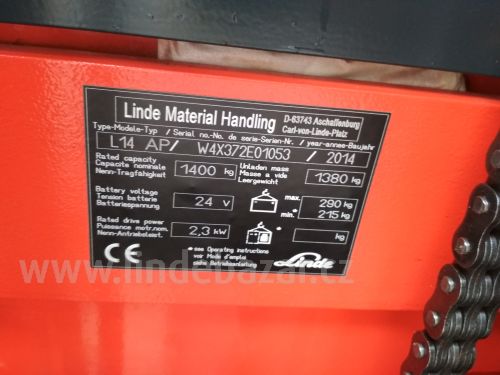 Linde Material Handling
D-63743 Aschaffenburg
Carl-von-Linde-Platz
Type-Modele-Typ / Serial no.-No. de serie-Serien-Nr. / year-annee-Baujahr
L14 AP/ W4X372E01053 / 2014
Rated capacity
Capacite nominale
Nenn-Tragfähigkeit
1400 kg
Unladen mass
Masse a vide
Leergewicht
1380 kg
Battery voltage
Tension batterie
Batteriespannung
24 V
max. 290 kg
min. 215 kg
Rated drive power
Puissance motr.nom.
Nenn-Antriebsleist.
2,3 kW
kg
CE
* see Operating instructions
voir Mode d'emploi
siehe Betriebsanleitung
Linde
www.lindebazar.cz